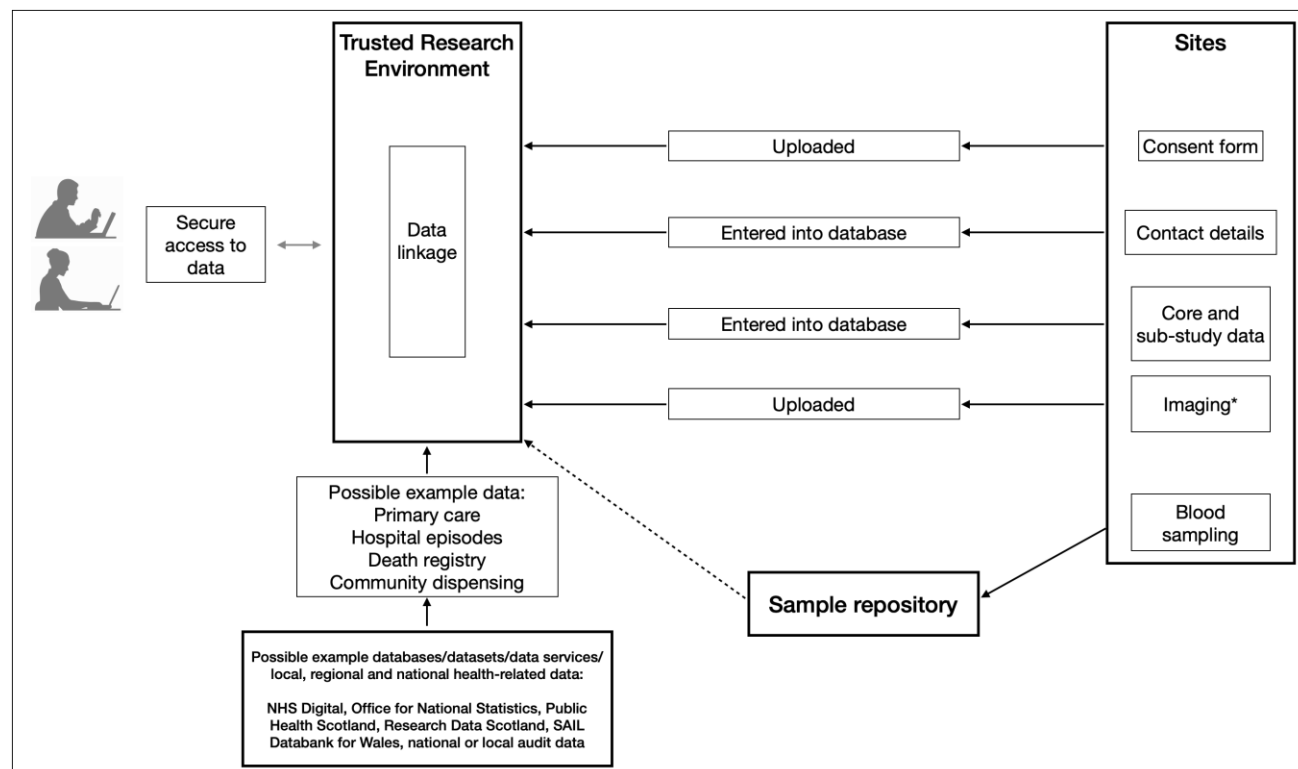 Trusted Research
Environment
Sites
Uploaded
Consent form
Secure
access to
data
Data
linkage
Entered into database
Contact details
Entered into database
Core and
sub-study data
Uploaded
Imaging*
Possible example data:
Primary care
Hospital episodes
Death registry
Community dispensing
Blood
sampling
Sample repository
Possible example databases/datasets/data services/
local, regional and national health-related data:
NHS Digital, Office for National Statistics, Public
Health Scotland, Research Data Scotland, SAIL
Databank for Wales, national or local audit data